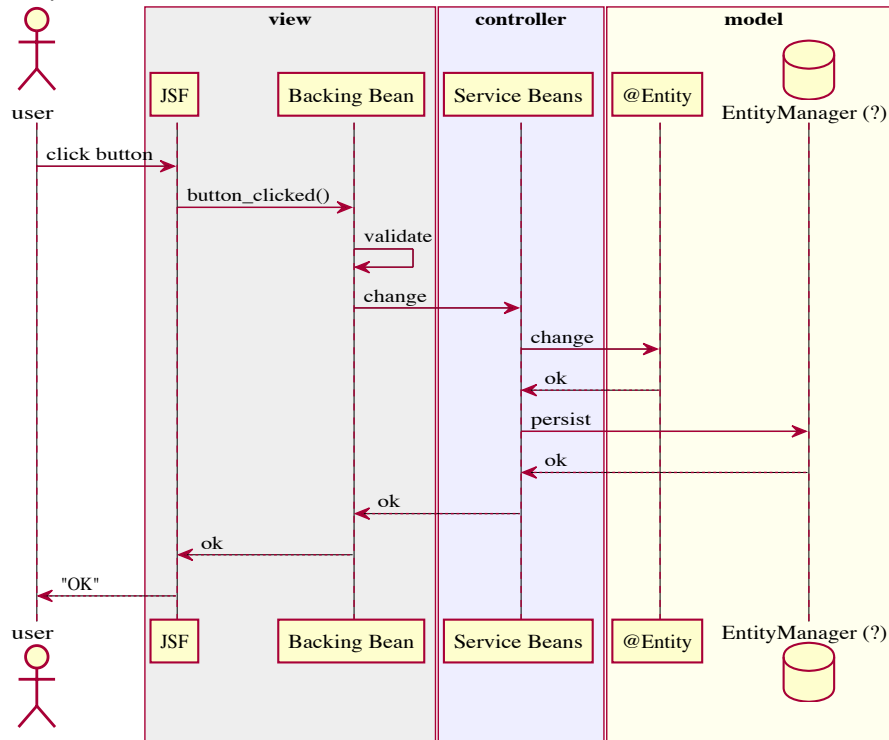 view
controller
model
user
JSF
Backing Bean
Service Beans
@Entity
EntityManager (?)
click button
button_clicked()
validate
change
change
ok
persist
ok
ok
ok
"OK"
user
JSF
Backing Bean
Service Beans
@Entity
EntityManager (?)